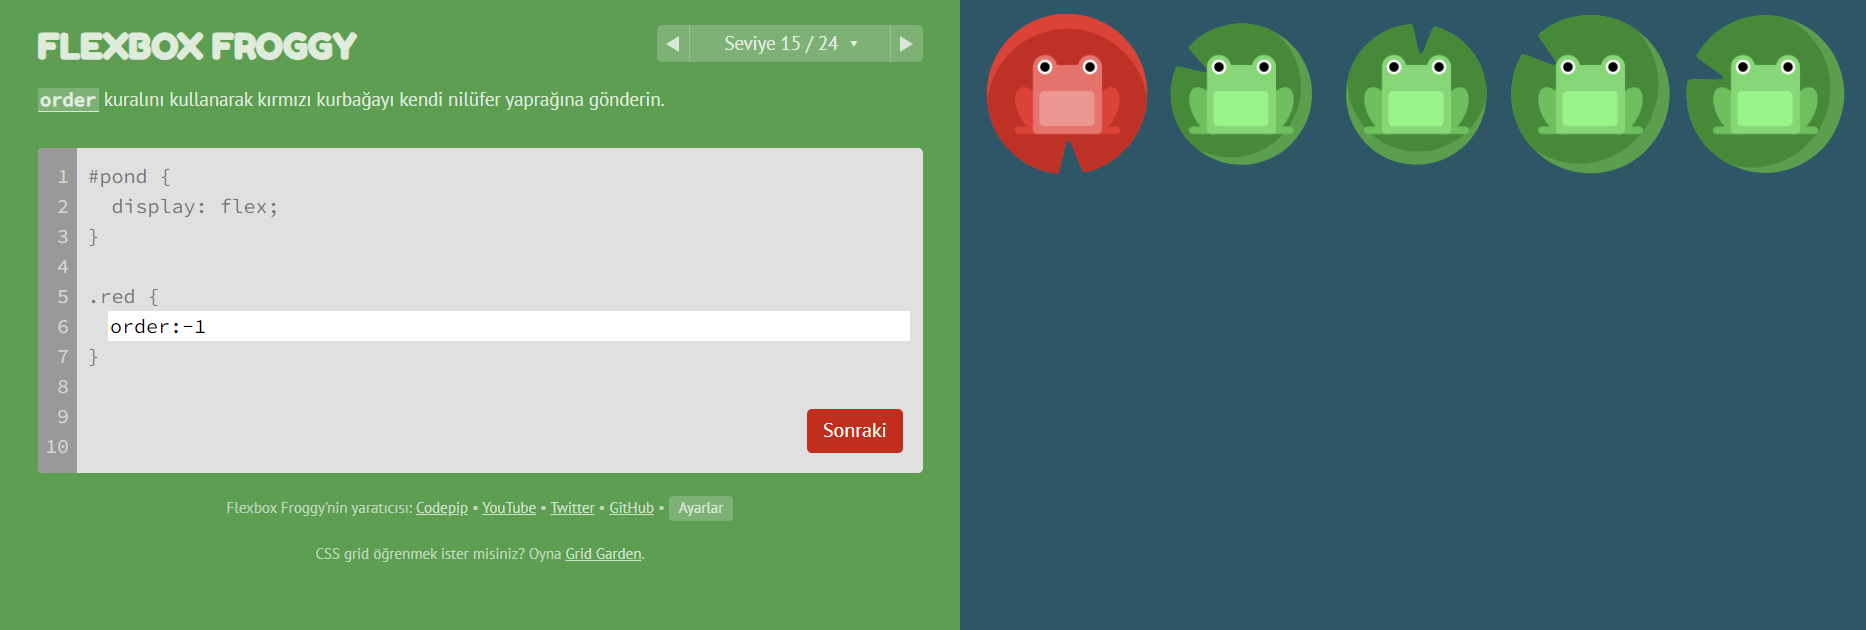 FLEXBOX FROGGY
Seviye 15 / 24
order kuralını kullanarak kırmızı kurbağayı kendi nilüfer yaprağına gönderin.
1 #pond {
2 display: flex;
3 }
4
5 .red {
6 order:-1
7 }
8
9
10
Sonraki
Flexbox Froggy'nin yaratıcısı: Codepip • YouTube • Twitter • GitHub • Ayarlar
CSS grid öğrenmek ister misiniz? Oyna Grid Garden.